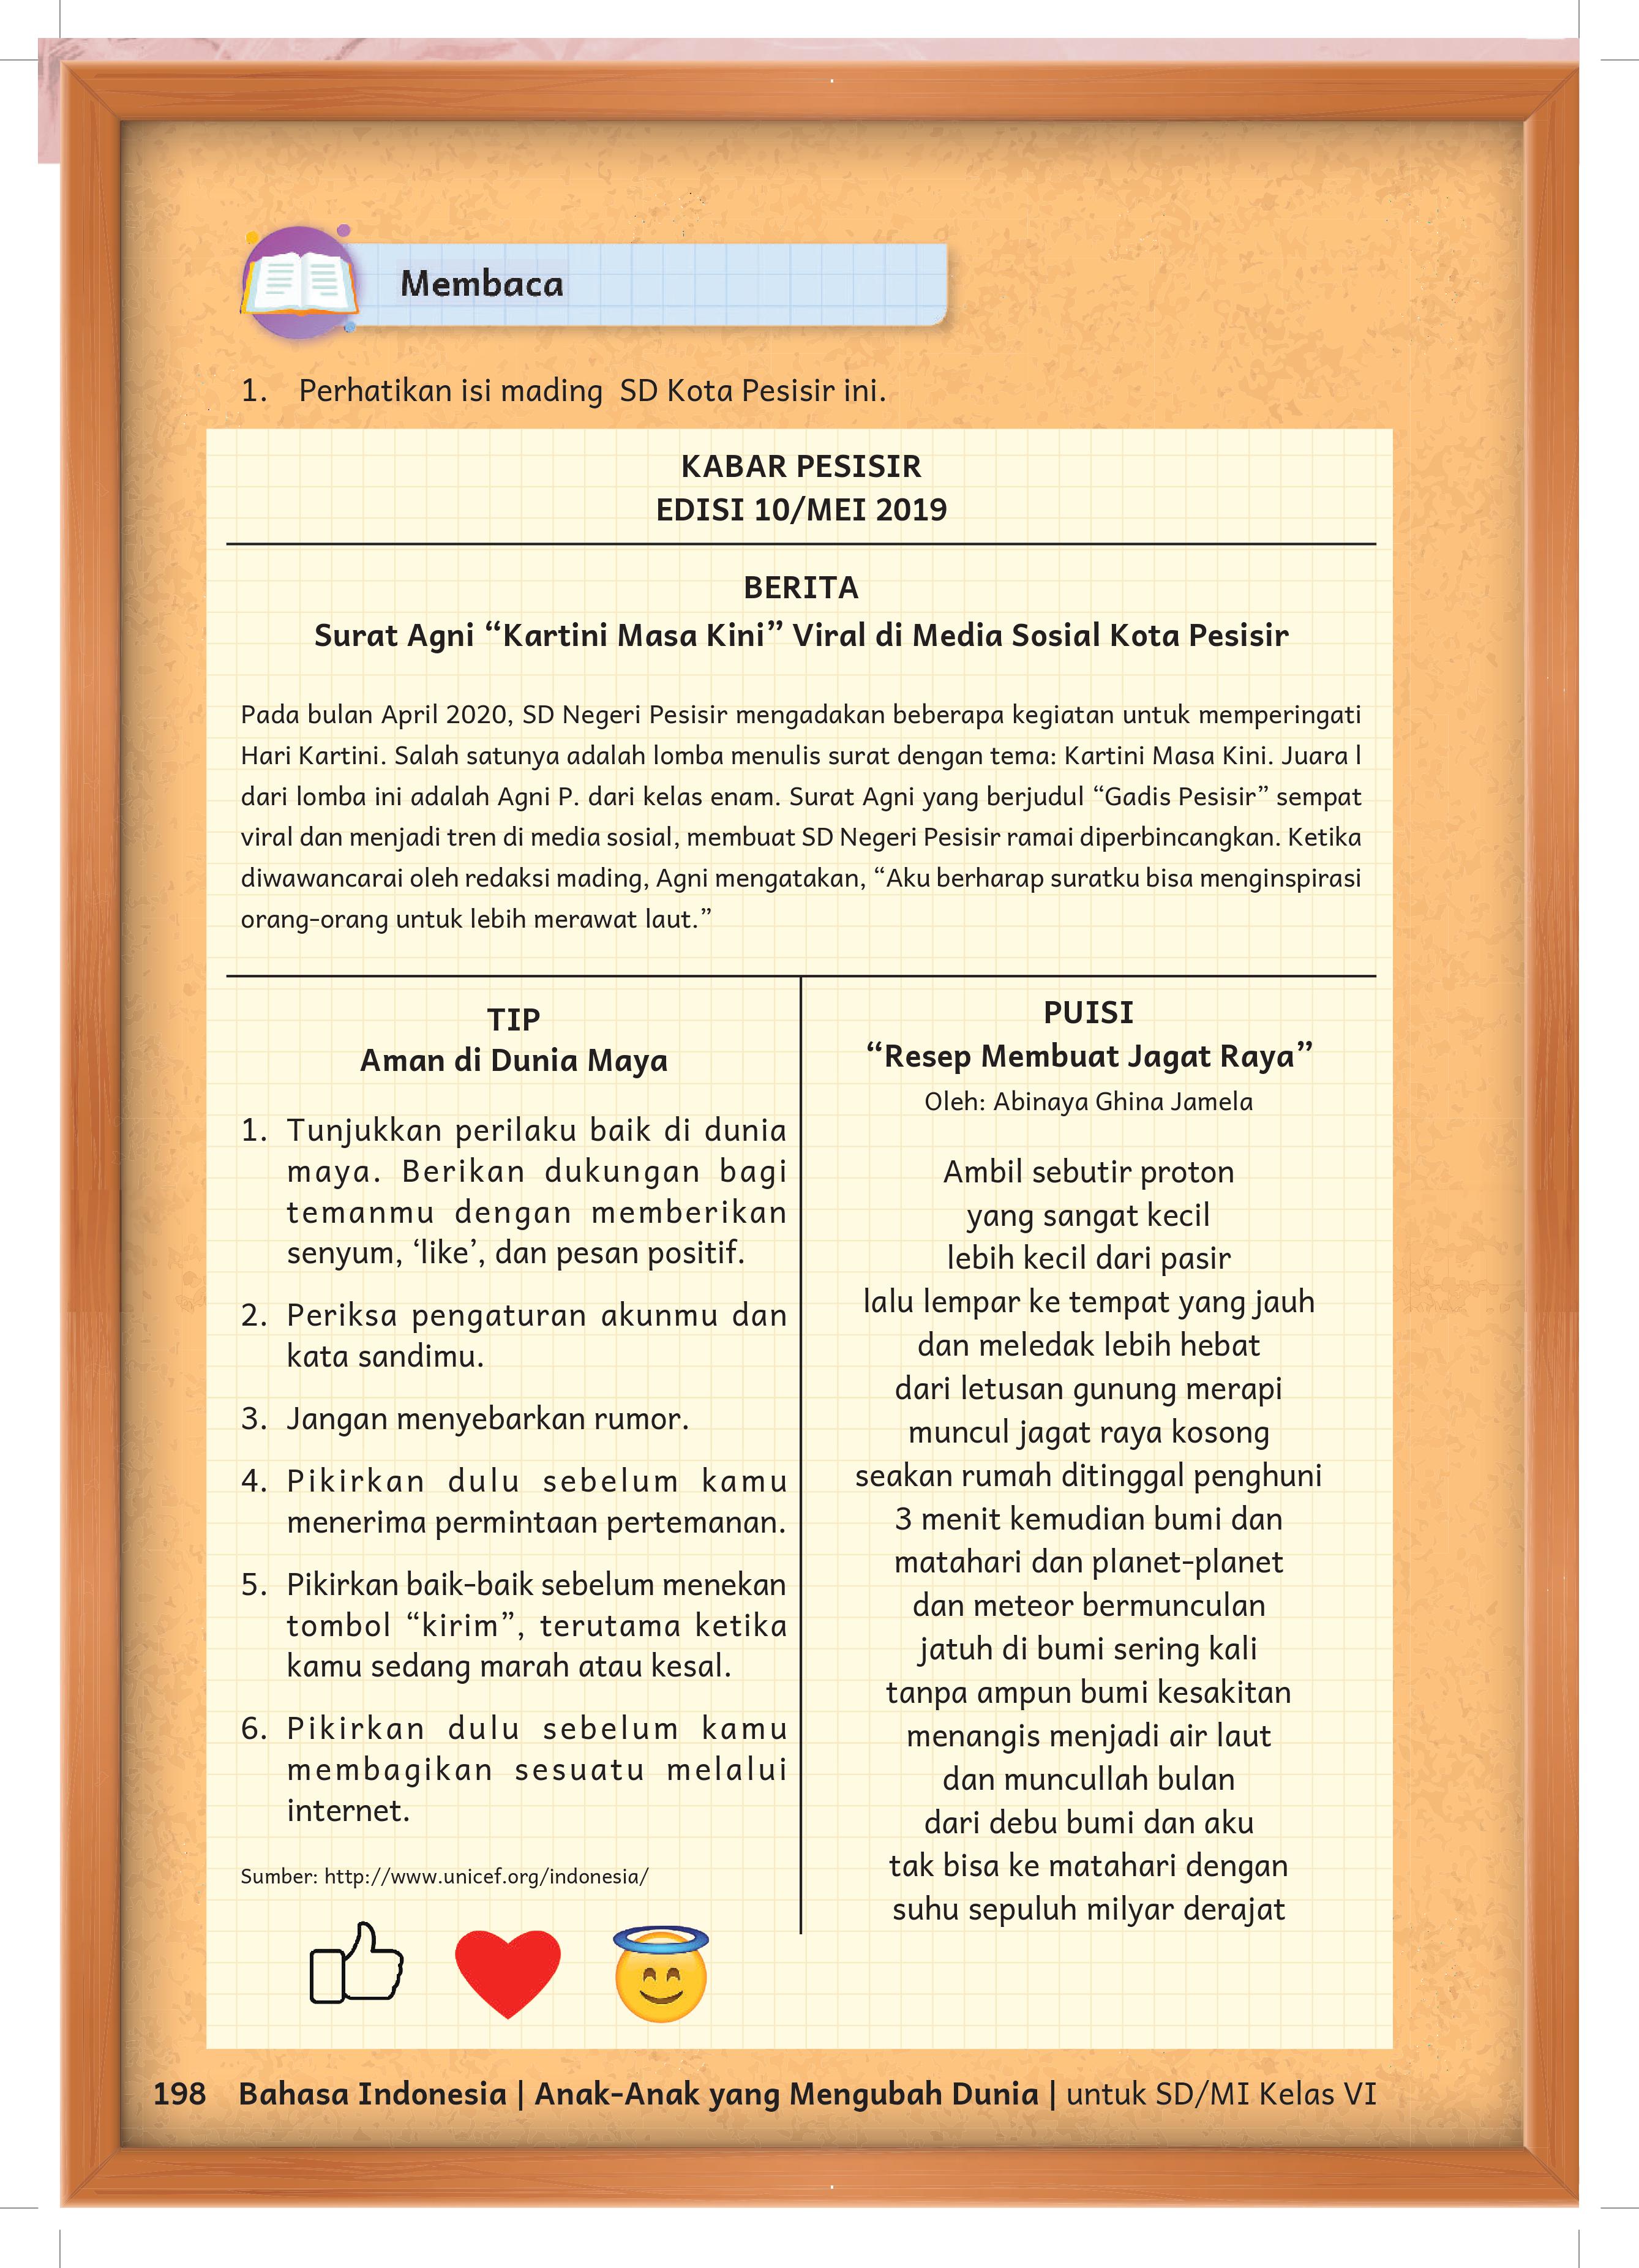 Membaca
1. Perhatikan isi mading SD Kota Pesisir ini.
KABAR PESISIR
EDISI 10/MEI 2019
BERITA
Surat Agni “Kartini Masa Kini” Viral di Media Sosial Kota Pesisir
Pada bulan April 2020, SD Negeri Pesisir mengadakan beberapa kegiatan untuk memperingati
Hari Kartini. Salah satunya adalah lomba menulis surat dengan tema: Kartini Masa Kini. Juara l
dari lomba ini adalah Agni P. dari kelas enam. Surat Agni yang berjudul “Gadis Pesisir” sempat
viral dan menjadi tren di media sosial, membuat SD Negeri Pesisir ramai diperbincangkan. Ketika
diwawancarai oleh redaksi mading, Agni mengatakan, “Aku berharap suratku bisa menginspirasi
orang-orang untuk lebih merawat laut.”
TIP
Aman di Dunia Maya
1. Tunjukkan perilaku baik di dunia
maya. Berikan dukungan bagi
temanmu dengan memberikan
senyum, ‘like’, dan pesan positif.
2. Periksa pengaturan akunmu dan
kata sandimu.
3. Jangan menyebarkan rumor.
4. Pikirkan dulu sebelum kamu
menerima permintaan pertemanan.
5. Pikirkan baik-baik sebelum menekan
tombol “kirim”, terutama ketika
kamu sedang marah atau kesal.
6. Pikirkan dulu sebelum kamu
membagikan sesuatu melalui
internet.
Sumber: http://www.unicef.org/indonesia/
PUISI
“Resep Membuat Jagat Raya”
Oleh: Abinaya Ghina Jamela
Ambil sebutir proton
yang sangat kecil
lebih kecil dari pasir
lalu lempar ke tempat yang jauh
dan meledak lebih hebat
dari letusan gunung merapi
muncul jagat raya kosong
seakan rumah ditinggal penghuni
3 menit kemudian bumi dan
matahari dan planet-planet
dan meteor bermunculan
jatuh di bumi sering kali
tanpa ampun bumi kesakitan
menangis menjadi air laut
dan muncullah bulan
dari debu bumi dan aku
tak bisa ke matahari dengan
suhu sepuluh milyar derajat
198 Bahasa Indonesia | Anak-Anak yang Mengubah Dunia | untuk SD/MI Kelas VI